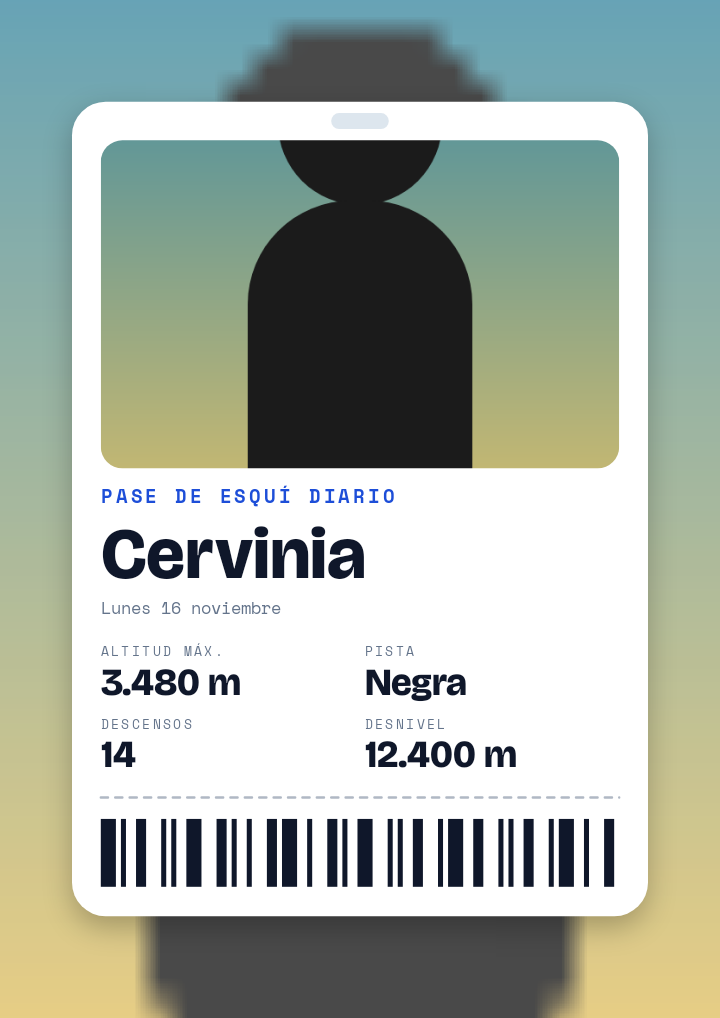 PASE DE ESQUÍ DIARIO
Cervinia
Lunes 16 noviembre
ALTITUD MÁX.
3.480 m
PISTA
Negra
DESCENSOS
14
DESNIVEL
12.400 m